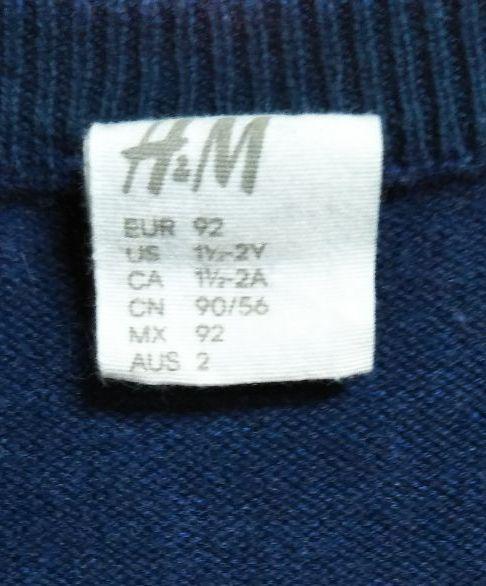 H&M
EUR 92
US 1½-2Y
CA 1½-2A
CN 90/56
MX 92
AUS 2